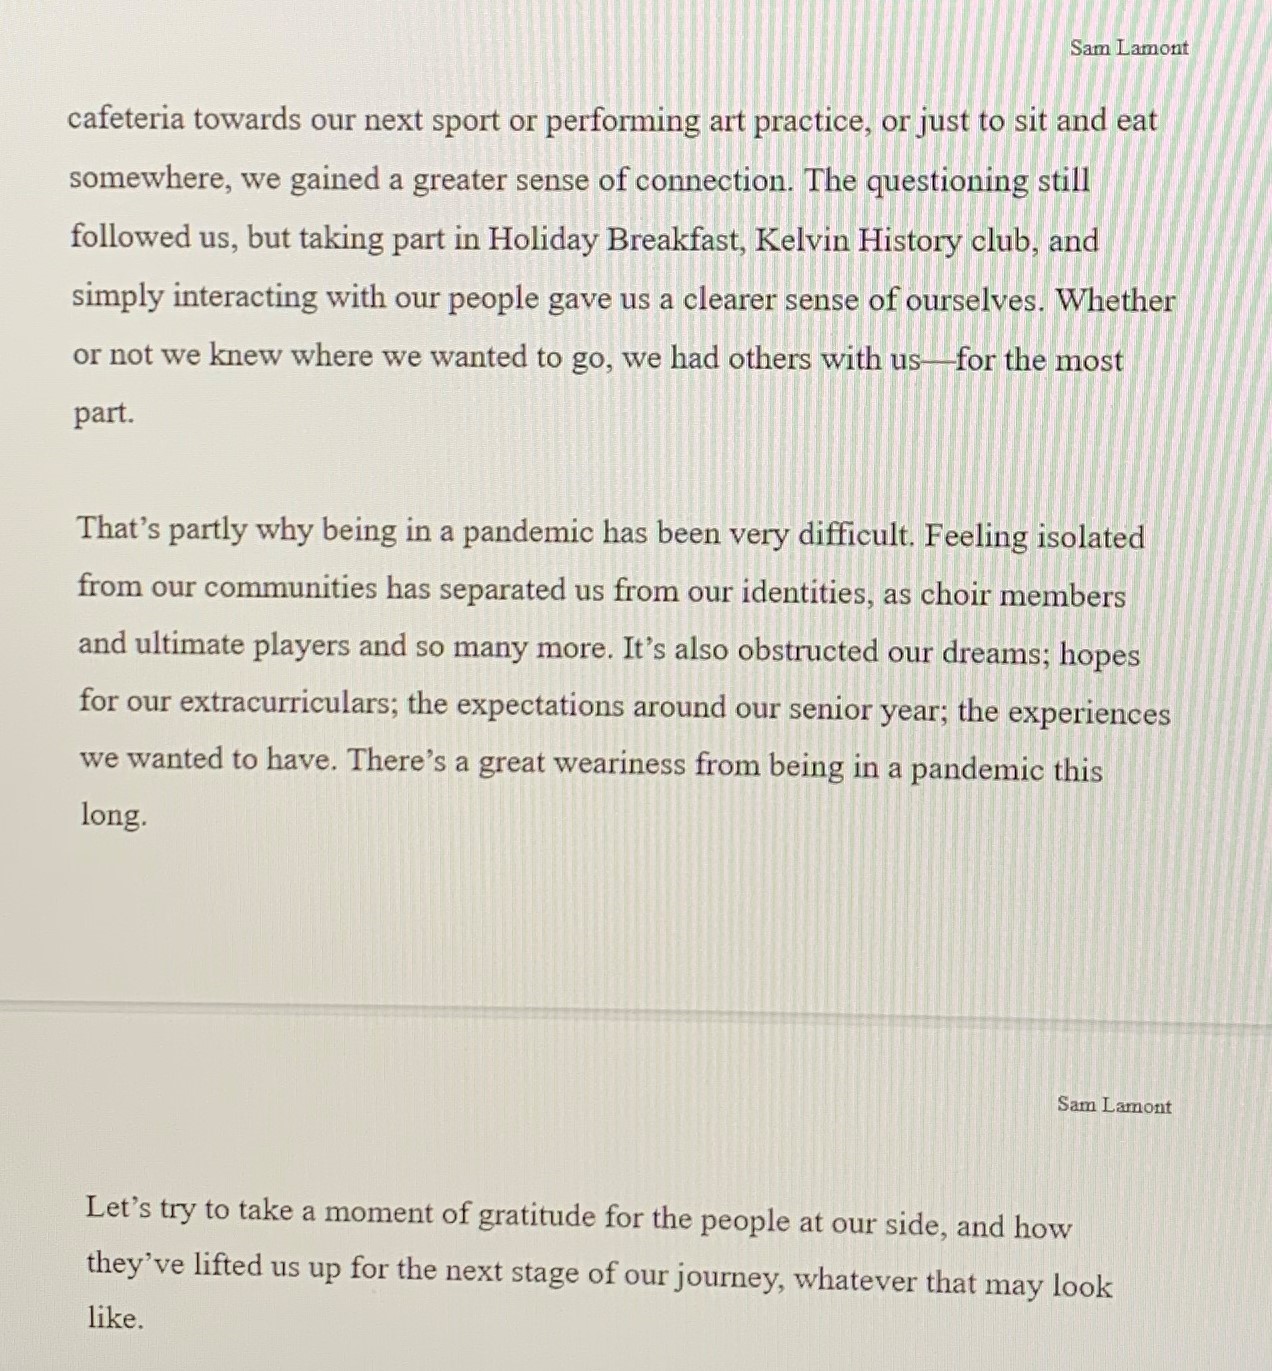 Sam Lamont
cafeteria towards our next sport or performing art practice, or just to sit and eat
somewhere, we gained a greater sense of connection. The questioning still
followed us, but taking part in Holiday Breakfast, Kelvin History club, and
simply interacting with our people gave us a clearer sense of ourselves. Whether
or not we knew where we wanted to go, we had others with us—for the most
part.
That’s partly why being in a pandemic has been very difficult. Feeling isolated
from our communities has separated us from our identities, as choir members
and ultimate players and so many more. It’s also obstructed our dreams; hopes
for our extracurriculars; the expectations around our senior year; the experiences
we wanted to have. There’s a great weariness from being in a pandemic this
long.
Sam Lamont
Let’s try to take a moment of gratitude for the people at our side, and how
they’ve lifted us up for the next stage of our journey, whatever that may look
like.